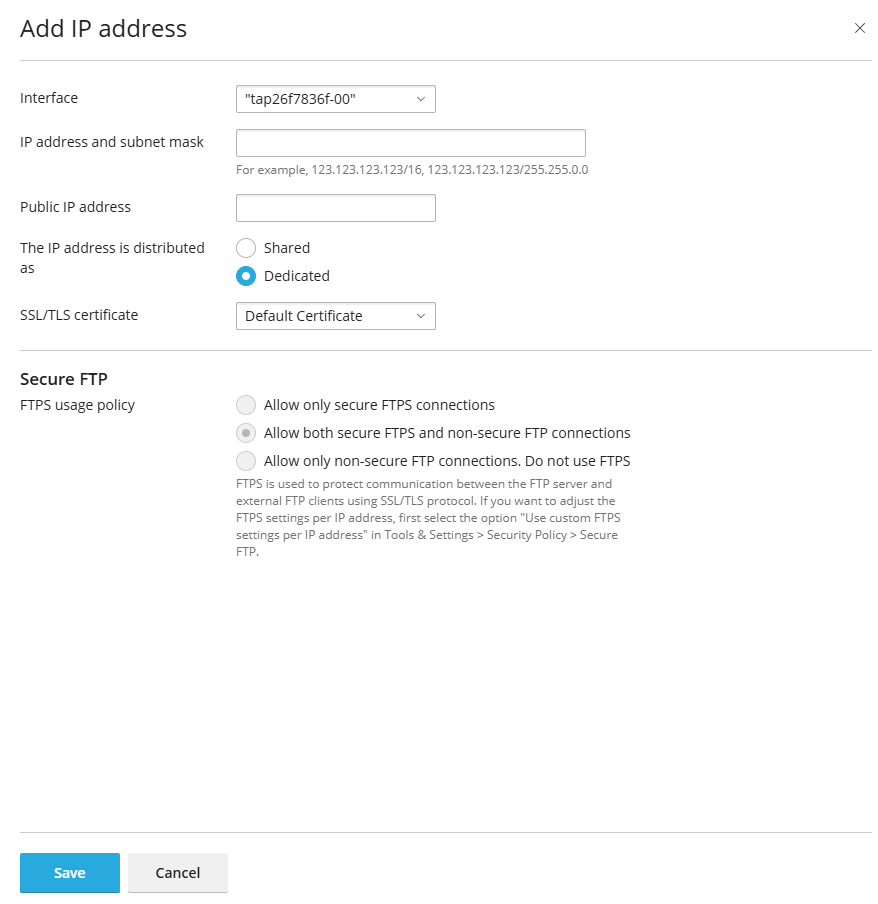 Add IP address
Interface
"tap26f7836f-00"
IP address and subnet mask
For example, 123.123.123.123/16, 123.123.123.123/255.255.0.0
Public IP address
The IP address is distributed
as
Shared
Dedicated
SSL/TLS certificate
Default Certificate
Secure FTP
FTPS usage policy
Allow only secure FTPS connections
Allow both secure FTPS and non-secure FTP connections
Allow only non-secure FTP connections. Do not use FTPS
FTPS is used to protect communication between the FTP server and
external FTP clients using SSL/TLS protocol. If you want to adjust the
FTPS settings per IP address, first select the option "Use custom FTPS
settings per IP address" in Tools & Settings > Security Policy > Secure
FTP.
Save
Cancel